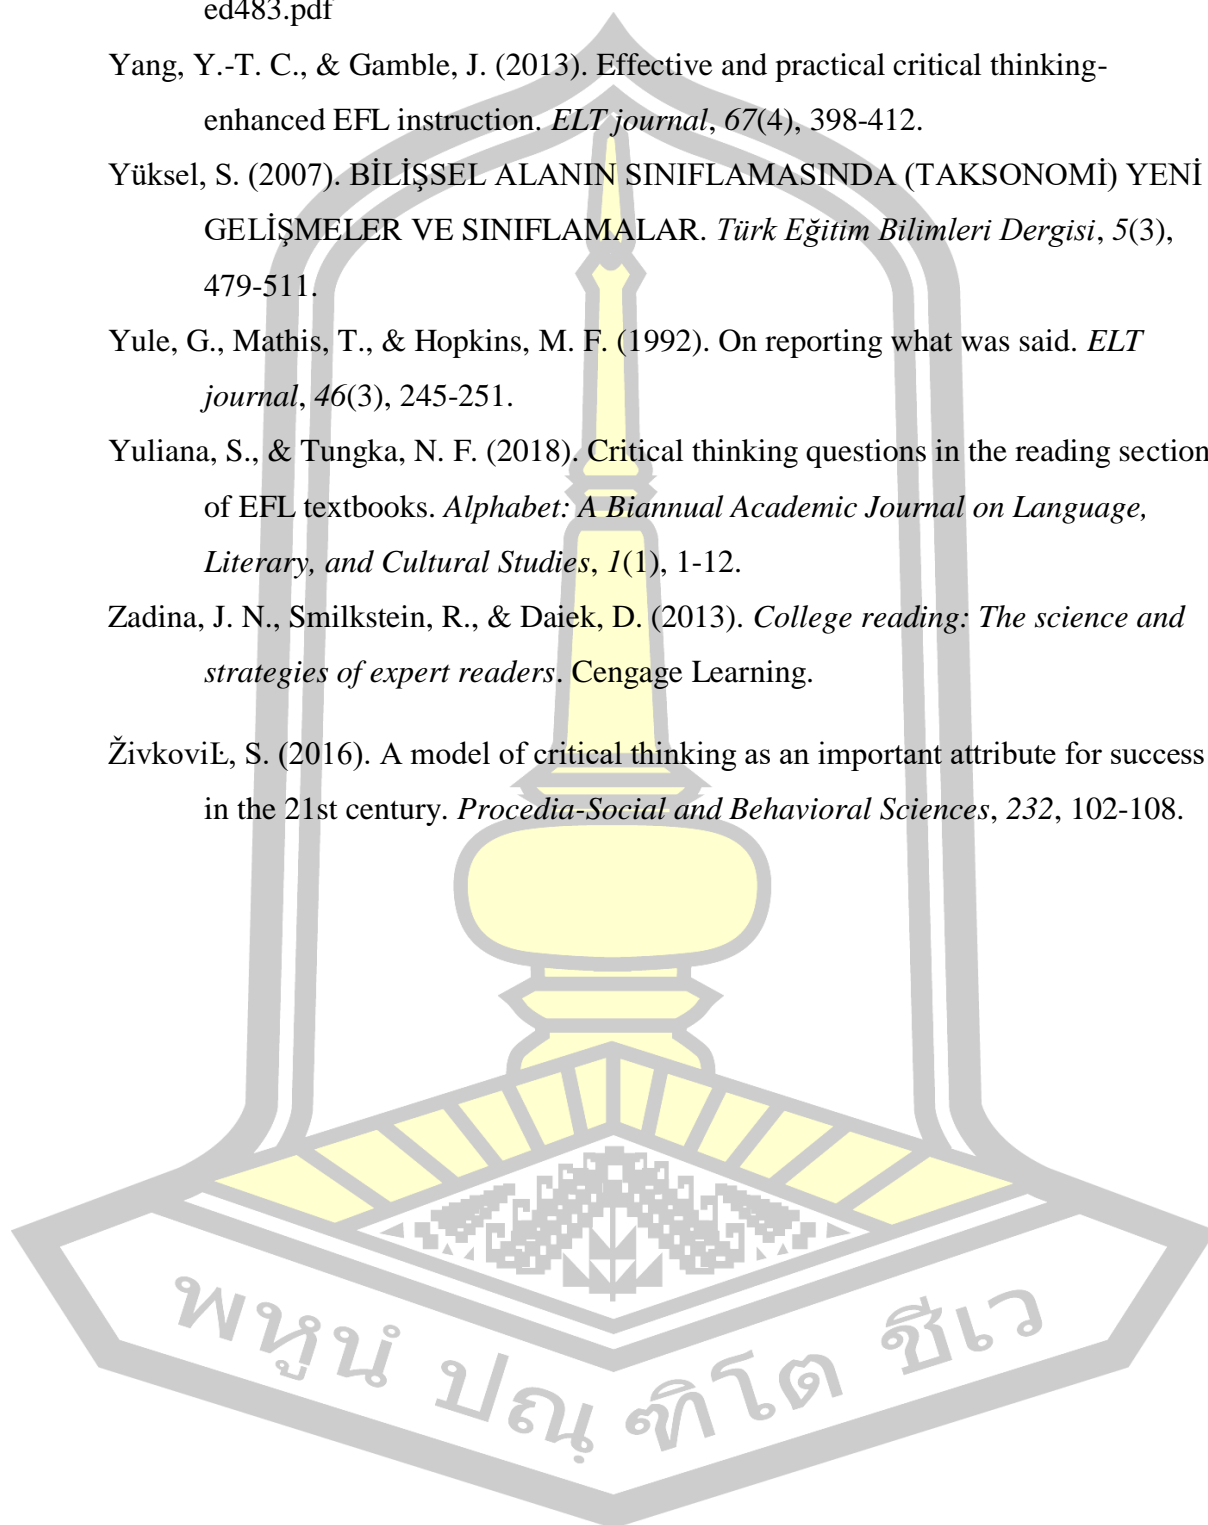 ed483.pdf
Yang, Y.-T. C., & Gamble, J. (2013). Effective and practical critical thinking-
enhanced EFL instruction. ELT journal, 67(4), 398-412.
Yüksel, S. (2007). BİLİŞSEL ALANIN SINIFLAMASINDA (TAKSONOMİ) YENİ
GELİŞMELER VE SINIFLAMALAR. Türk Eğitim Bilimleri Dergisi, 5(3),
479-511.
Yule, G., Mathis, T., & Hopkins, M. F. (1992). On reporting what was said. ELT
journal, 46(3), 245-251.
Yuliana, S., & Tungka, N. F. (2018). Critical thinking questions in the reading section
of EFL textbooks. Alphabet: A Biannual Academic Journal on Language,
Literary, and Cultural Studies, 1(1), 1-12.
Zadina, J. N., Smilkstein, R., & Daiek, D. (2013). College reading: The science and
strategies of expert readers. Cengage Learning.
ŽivkoviĿ, S. (2016). A model of critical thinking as an important attribute for success
in the 21st century. Procedia-Social and Behavioral Sciences, 232, 102-108.
พหูนํ ปณฺฑิโต ชีเว